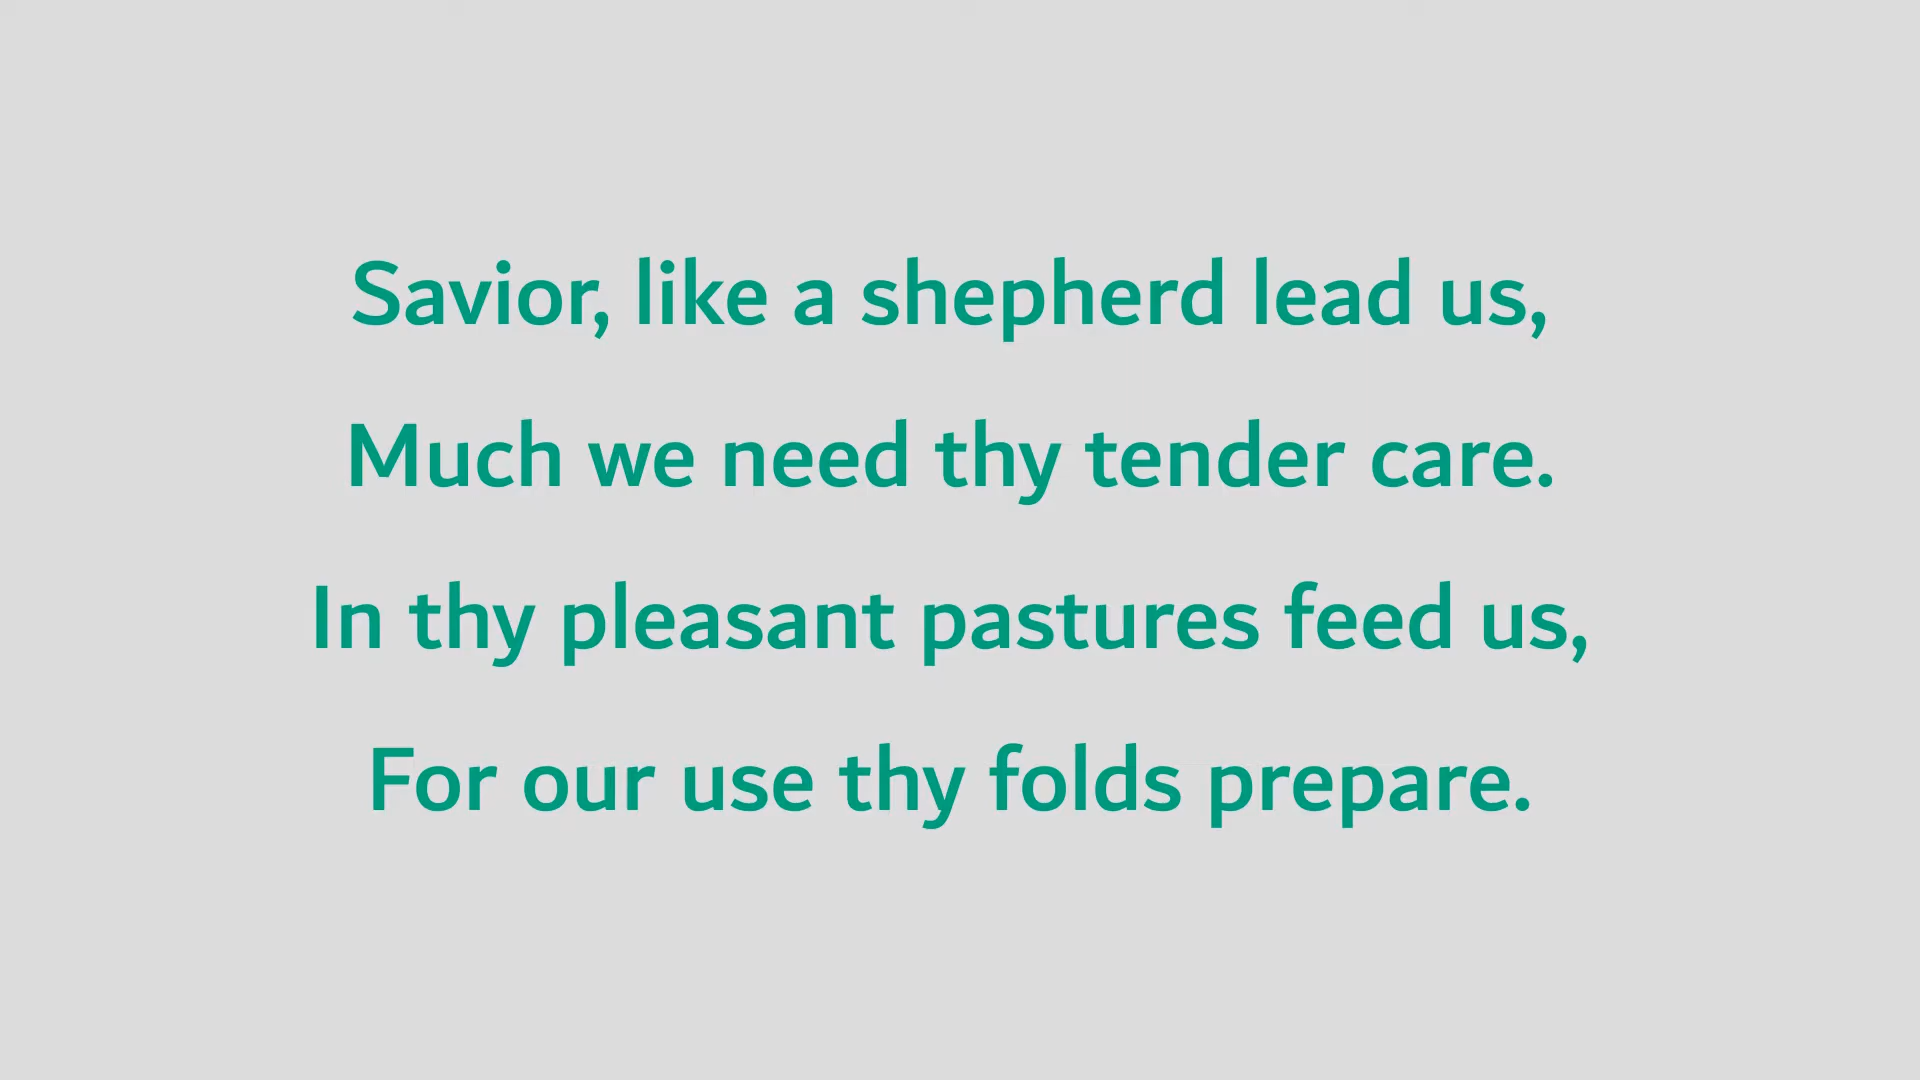 Savior, like a shepherd lead us,
Much we need thy tender care.
In thy pleasant pastures feed us,
For our use thy folds prepare.